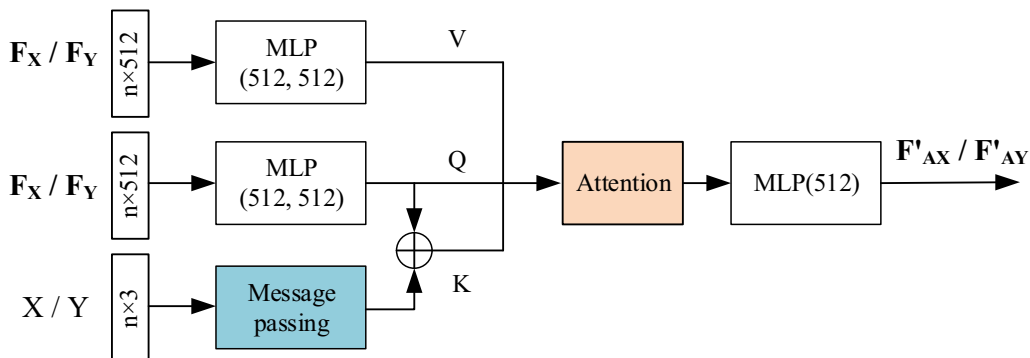 F_X / F_Y
n×512
MLP
(512, 512)
V
F_X / F_Y
n×512
MLP
(512, 512)
Q
Attention
MLP(512)
F'_AX / F'_AY
X / Y
n×3
Message
passing
K